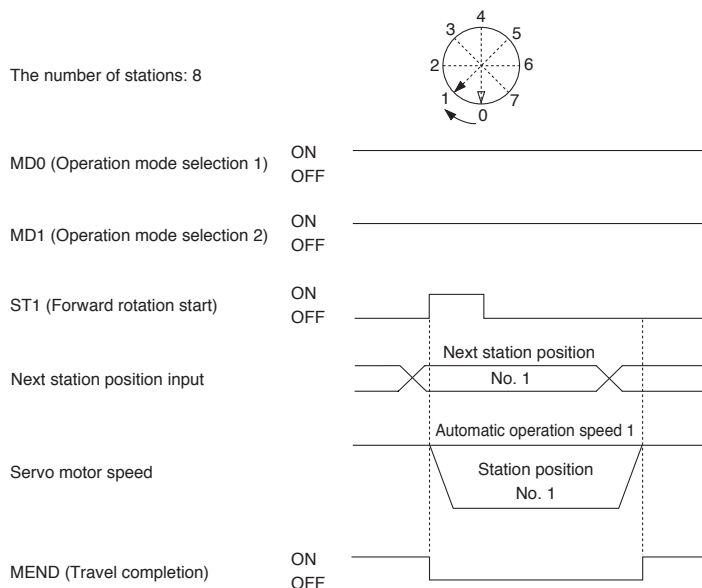 4
3
5
The number of stations: 8
2
6
1
7
0
MD0 (Operation mode selection 1)
ON
OFF
MD1 (Operation mode selection 2)
ON
OFF
ST1 (Forward rotation start)
ON
OFF
Next station position input
Next station position
No. 1
Automatic operation speed 1
Servo motor speed
Station position
No. 1
MEND (Travel completion)
ON
OFF